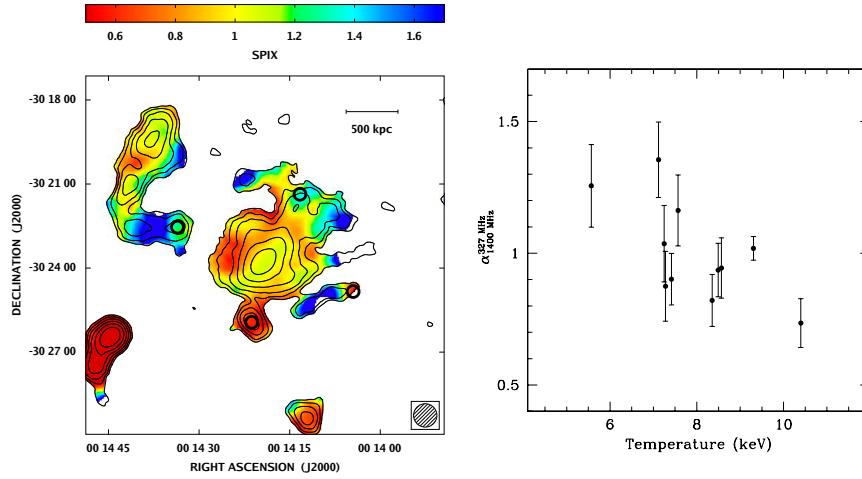 0.6 0.8 1 1.2 1.4 1.6
SPIX
-30 18 00
-30 21 00
-30 24 00
-30 27 00
DECLINATION (J2000)
500 kpc
00 14 45 00 14 30 00 14 15 00 14 00
RIGHT ASCENSION (J2000)
1.5
1
0.5
α 327 MHz
1400 MHz
6 8 10
Temperature (keV)